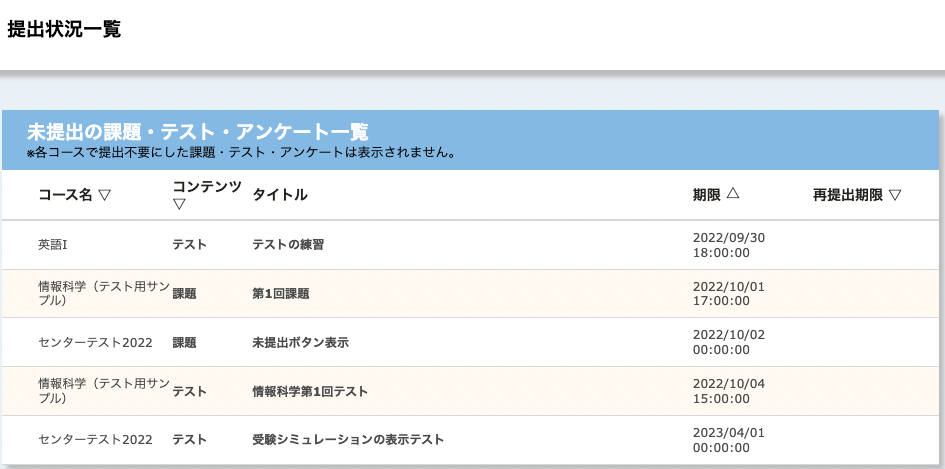 提出状況一覧
未提出の課題・テスト・アンケート一覧
※各コースで提出不要にした課題・テスト・アンケートは表示されません。
コース名 ▽ コンテンツ ▽ タイトル 期限 △ 再提出期限 ▽
英語I テスト テストの練習 2022/09/30 18:00:00
情報科学（テスト用サンプル） 課題 第1回課題 2022/10/01 17:00:00
センターテスト2022 課題 未提出ボタン表示 2022/10/02 00:00:00
情報科学（テスト用サンプル） テスト 情報科学第1回テスト 2022/10/04 15:00:00
センターテスト2022 テスト 受験シミュレーションの表示テスト 2023/04/01 00:00:00